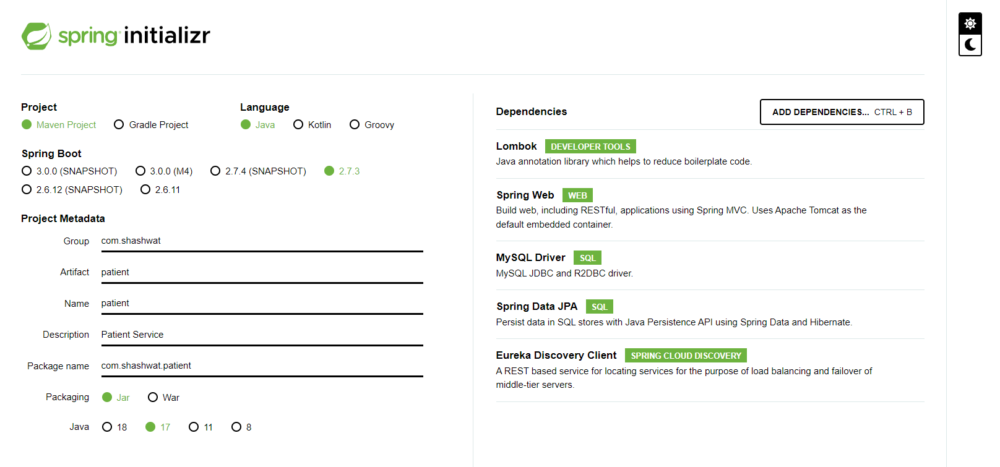 spring initializr
Project
Maven Project Gradle Project
Language
Java Kotlin Groovy
Spring Boot
3.0.0 (SNAPSHOT) 3.0.0 (M4) 2.7.4 (SNAPSHOT) 2.7.3
2.6.12 (SNAPSHOT) 2.6.11
Project Metadata
Group com.shashwat
Artifact patient
Name patient
Description Patient Service
Package name com.shashwat.patient
Packaging Jar War
Java 18 17 11 8
Dependencies ADD DEPENDENCIES... CTRL + B
Lombok DEVELOPER TOOLS
Java annotation library which helps to reduce boilerplate code.
Spring Web WEB
Build web, including RESTful, applications using Spring MVC. Uses Apache Tomcat as the
default embedded container.
MySQL Driver SQL
MySQL JDBC and R2DBC driver.
Spring Data JPA SQL
Persist data in SQL stores with Java Persistence API using Spring Data and Hibernate.
Eureka Discovery Client SPRING CLOUD DISCOVERY
A REST based service for locating services for the purpose of load balancing and failover of
middle-tier servers.